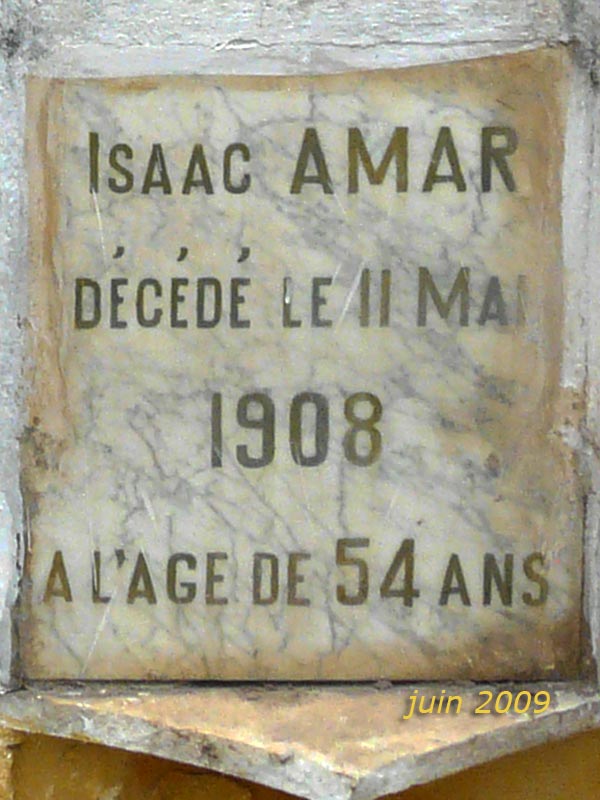 ISAAC AMAR
DÉCÉDÉ LE 11 MAI
1908
A L'AGE DE 54 ANS
juin 2009